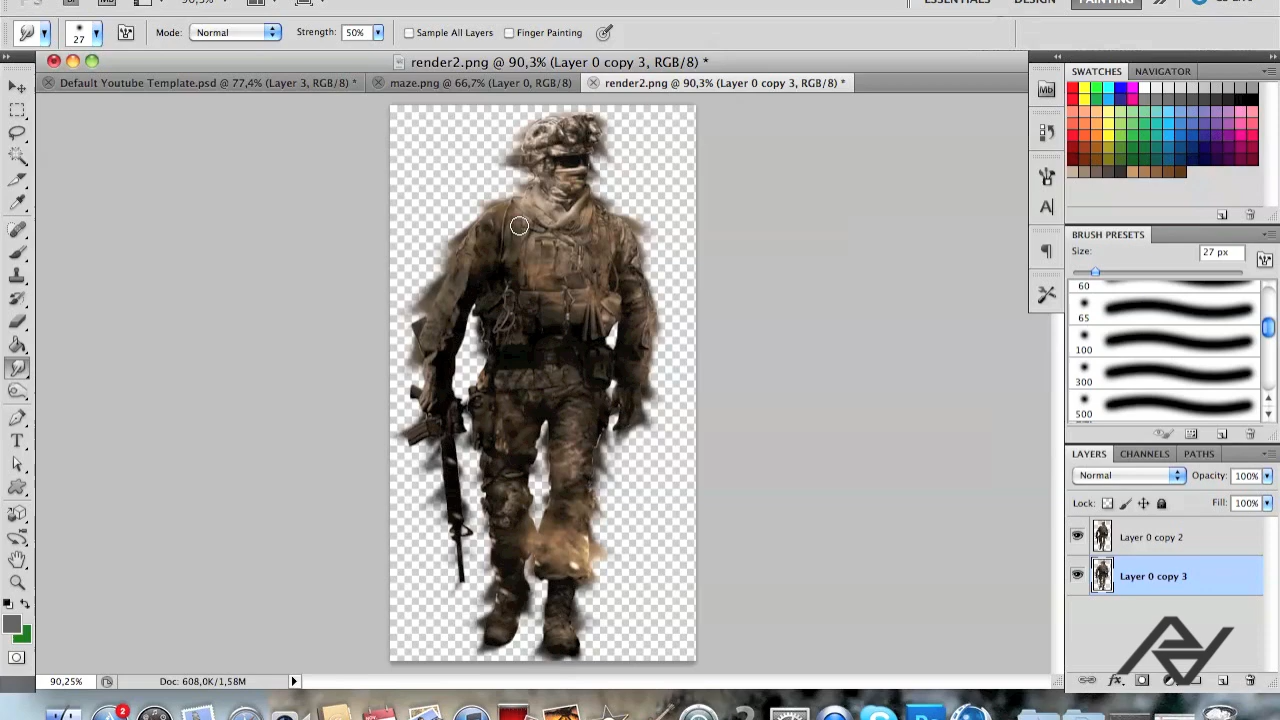 ESSENTIALS DESIGN PAINTING
27 Mode: Normal Strength: 50% Sample All Layers Finger Painting
render2.png @ 90,3% (Layer 0 copy 3, RGB/8) *
Default Youtube Template.psd @ 77,4% (Layer 3, RGB/8) *
@ 66,7% (Layer 0, RGB/8)
render2.png @ 90,3% (Layer 0 copy 3, RGB/8) *
SWATCHES NAVIGATOR
Mb
A
BRUSH PRESETS
Size: 27 px
60
65
100
300
500
LAYERS CHANNELS PATHS
Normal Opacity: 100%
Lock: Fill: 100%
Layer 0 copy 2
Layer 0 copy 3
90,25% Doc: 608,0K/1,58M
2